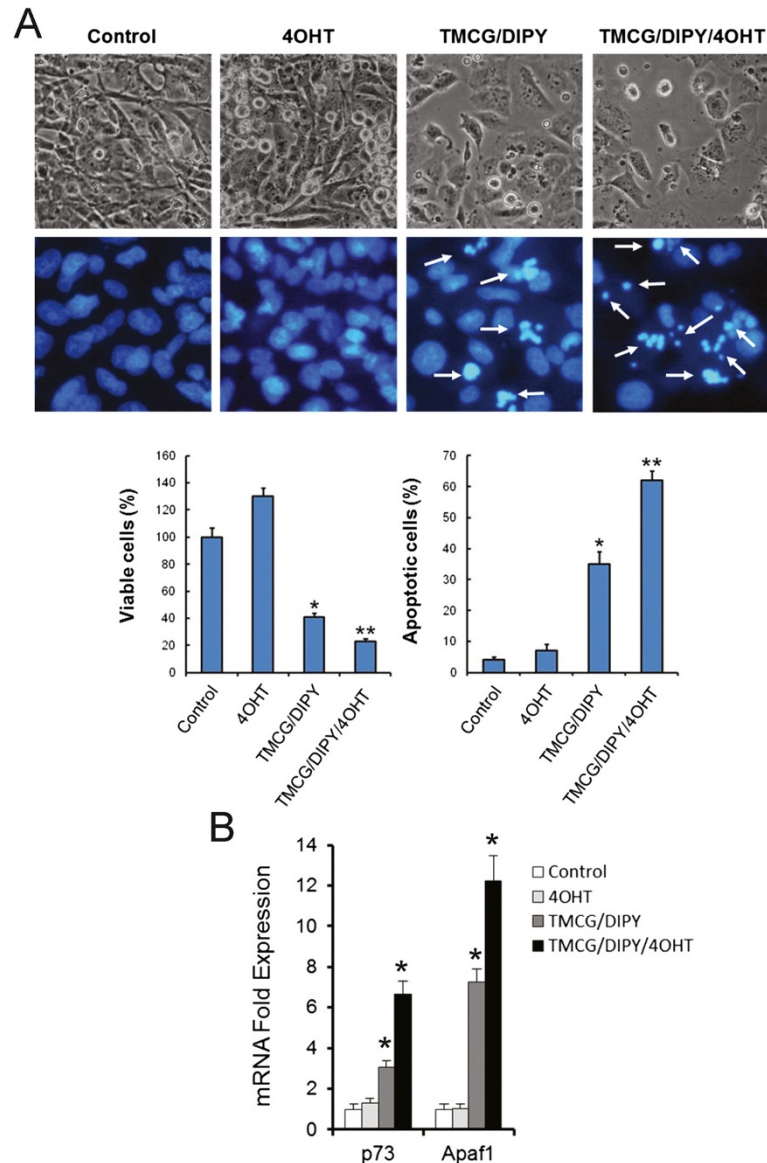 A
Control 4OHT TMCG/DIPY TMCG/DIPY/4OHT
Viable cells (%)
160
140
120
100
80
60
40
20
0
*
**
Control
4OHT
TMCG/DIPY
TMCG/DIPY/4OHT
Apoptotic cells (%)
70
60
50
40
30
20
10
0
*
**
Control
4OHT
TMCG/DIPY
TMCG/DIPY/4OHT
B
mRNA Fold Expression
14
12
10
8
6
4
2
0
*
*
*
*
p73 Apaf1
Control
4OHT
TMCG/DIPY
TMCG/DIPY/4OHT